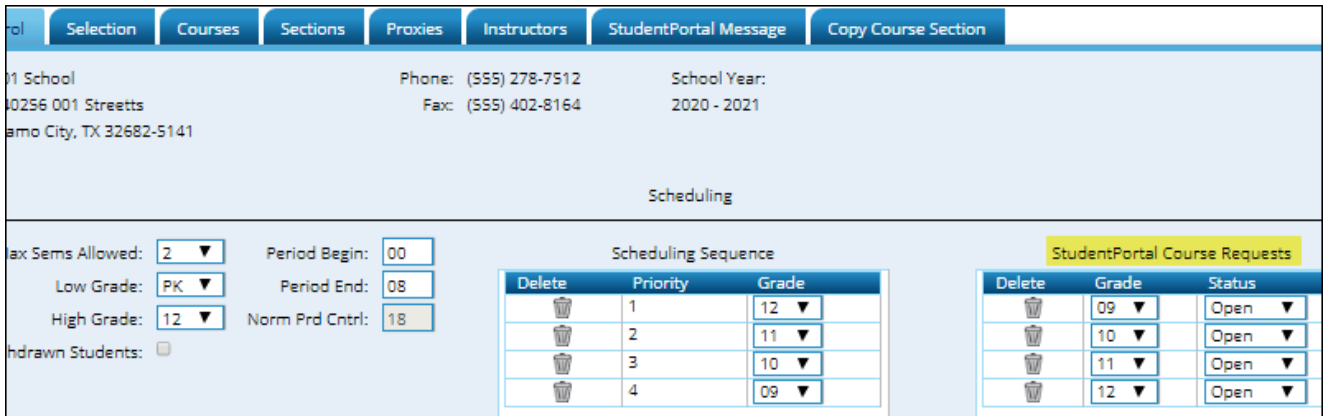 rol Selection Courses Sections Proxies Instructors StudentPortal Message Copy Course Section
01 School Phone: (555) 278-7512 School Year:
40256 001 Streetts Fax: (555) 402-8164 2020 - 2021
amo City, TX 32682-5141
Scheduling
Max Sems Allowed: 2 Period Begin: 00 Scheduling Sequence StudentPortal Course Requests
Low Grade: PK Period End: 08 Delete Priority Grade Delete Grade Status
High Grade: 12 Norm Prd Cntrl: 18 1 12 09 Open
2 11 10 Open
hdrawn Students: 3 10 11 Open
4 09 12 Open